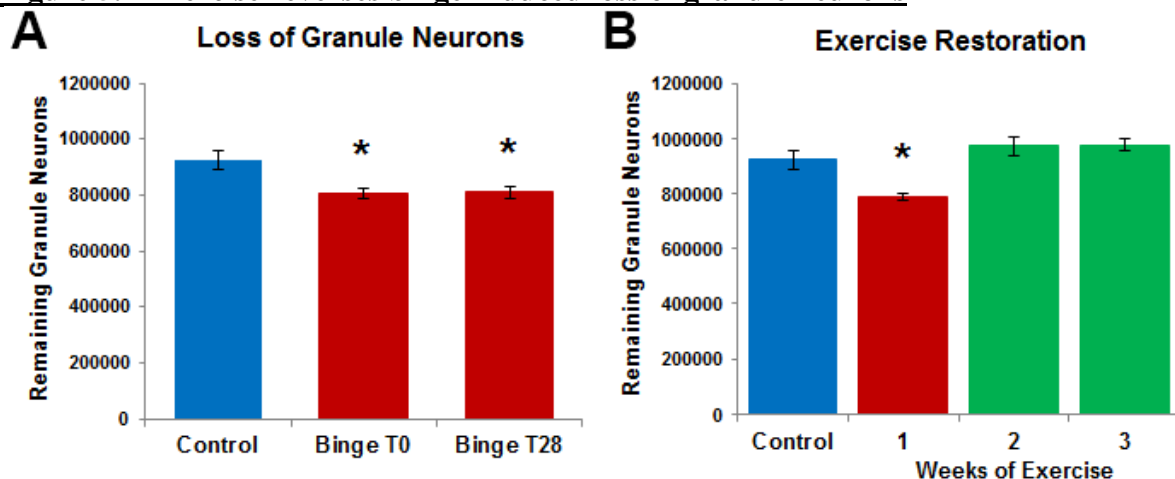 A
Loss of Granule Neurons
Remaining Granule Neurons
1200000
1000000
800000
600000
400000
200000
0
*
*
Control
Binge T0
Binge T28
B
Exercise Restoration
Remaining Granule Neurons
1200000
1000000
800000
600000
400000
200000
0
*
Control
1
2
3
Weeks of Exercise